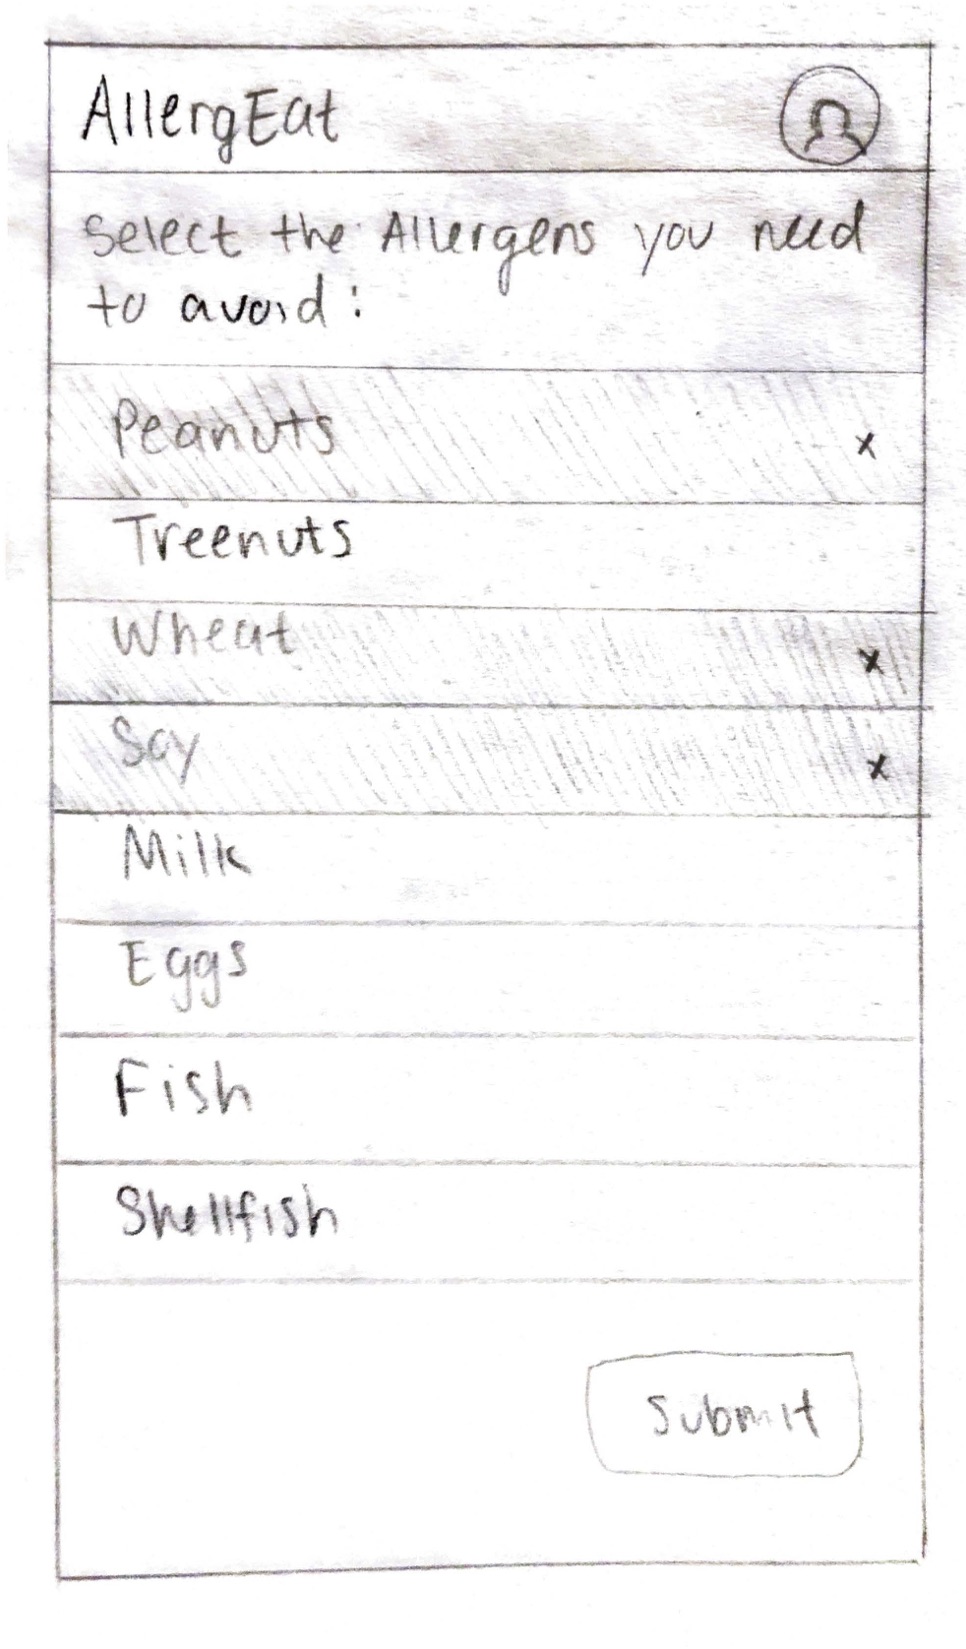 AllergEat
Select the Allergens you need
to avoid:
Peanuts x
Treenuts
Wheat x
Soy x
Milk
Eggs
Fish
Shellfish
Submit